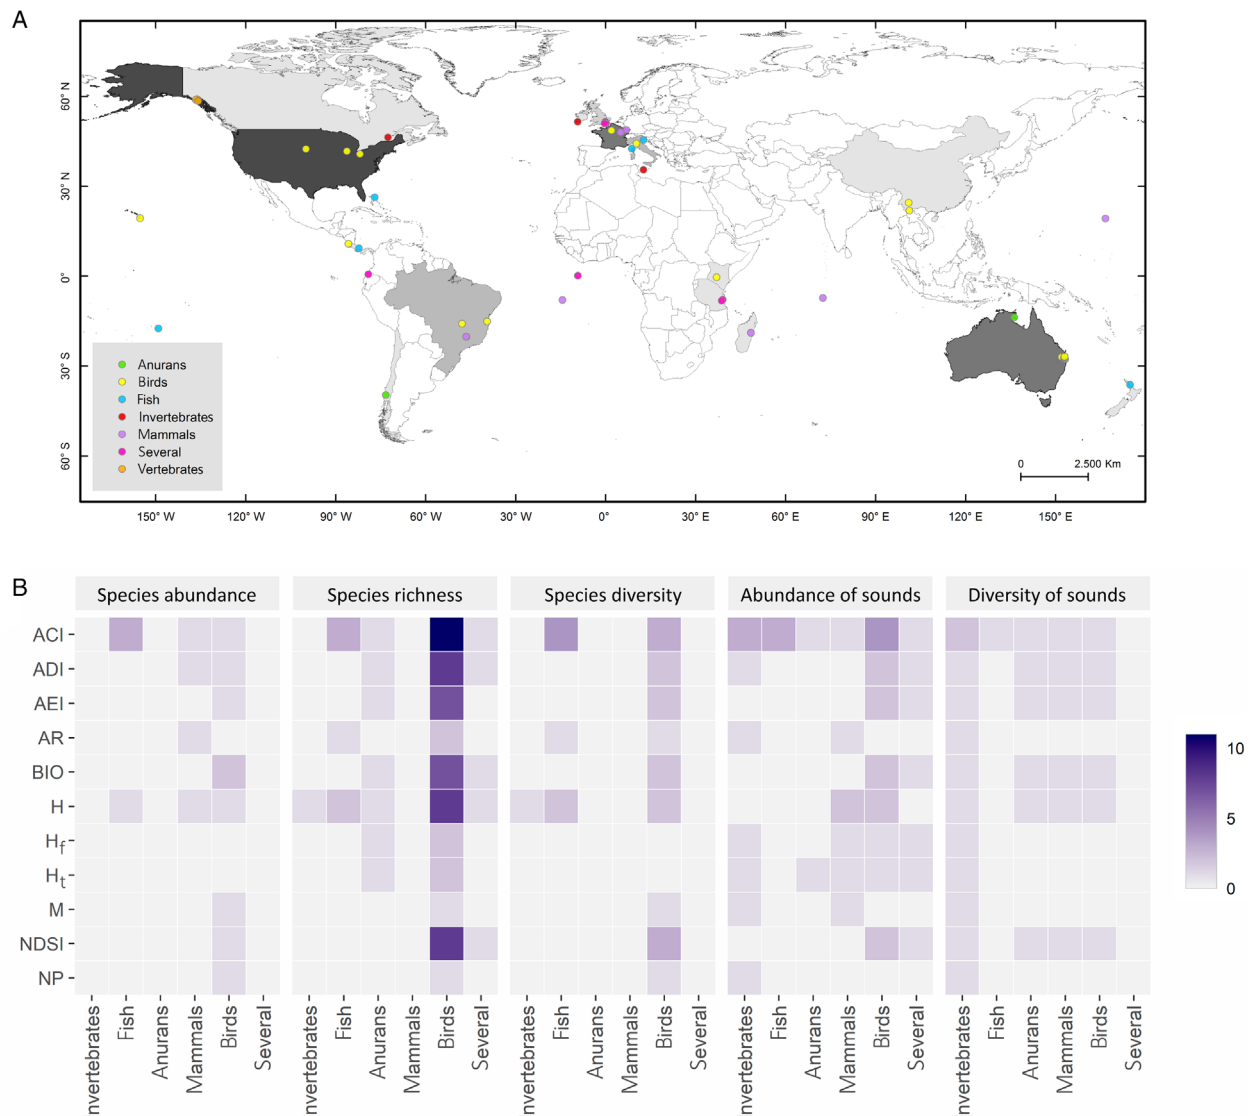 A
60° N
30° N
0°
30° S
60° S
Anurans
Birds
Fish
Invertebrates
Mammals
Several
Vertebrates
0 2.500 Km
150° W 120° W 90° W 60° W 30° W 0° 30° E 60° E 90° E 120° E 150° E
B
Species abundance Species richness Species diversity Abundance of sounds Diversity of sounds
ACI
ADI
AEI
AR
BIO
H
Hf
Ht
M
NDSI
NP
10
5
0
nvertebrates Fish Anurans Mammals Birds Several nvertebrates Fish Anurans Mammals Birds Several nvertebrates Fish Anurans Mammals Birds Several nvertebrates Fish Anurans Mammals Birds Several nvertebrates Fish Anurans Mammals Birds Several